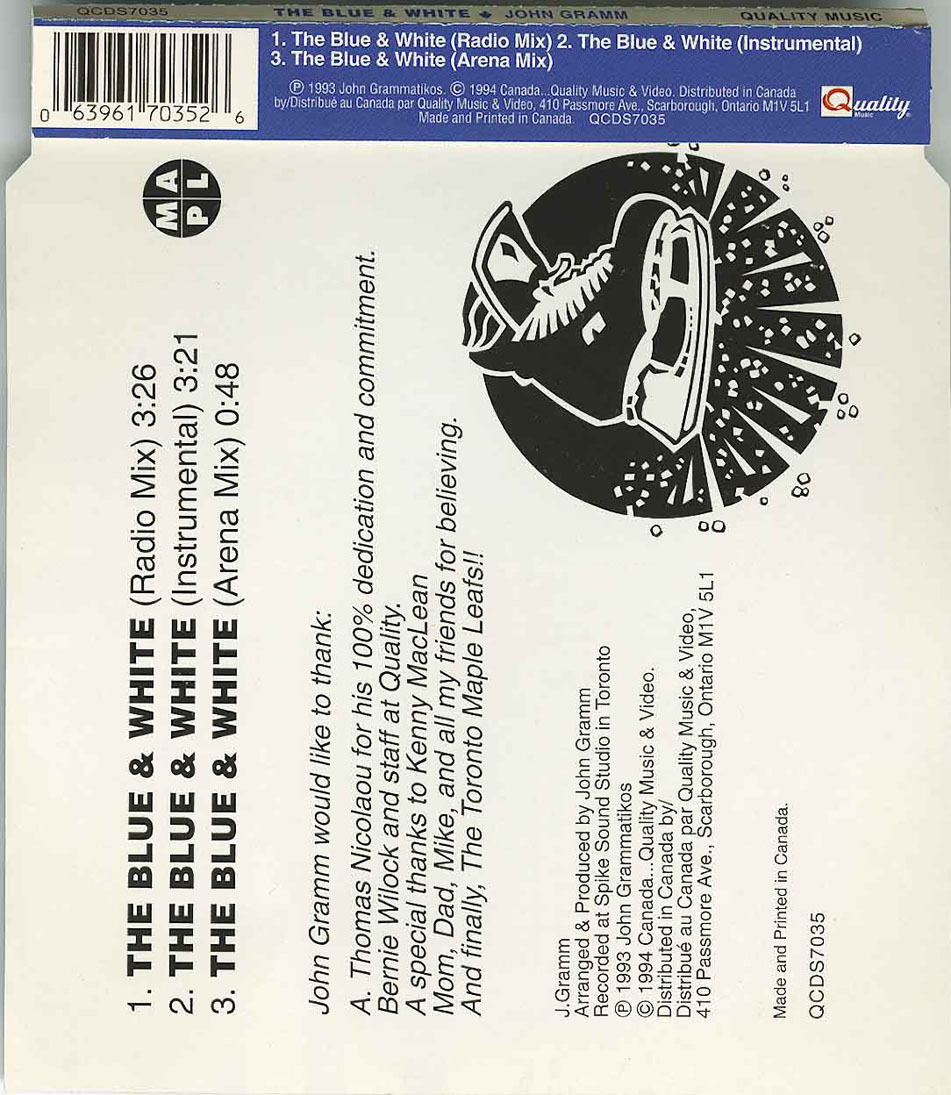 QCDS7035 THE BLUE & WHITE JOHN GRAMM QUALITY MUSIC
1. The Blue & White (Radio Mix) 2. The Blue & White (Instrumental)
3. The Blue & White (Arena Mix)
Ⓟ 1993 John Grammatikos. © 1994 Canada...Quality Music & Video. Distributed in Canada
by/Distribué au Canada par Quality Music & Video, 410 Passmore Ave., Scarborough, Ontario M1V 5L1
Made and Printed in Canada. QCDS7035
Quality
Music
0 63961 70352 6
MAPL
1. THE BLUE & WHITE (Radio Mix) 3:26
2. THE BLUE & WHITE (Instrumental) 3:21
3. THE BLUE & WHITE (Arena Mix) 0:48
John Gramm would like to thank:
A. Thomas Nicolaou for his 100% dedication and commitment.
Bernie Wilock and staff at Quality.
A special thanks to Kenny MacLean
Mom, Dad, Mike, and all my friends for believing.
And finally, The Toronto Maple Leafs!!
J.Gramm
Arranged & Produced by John Gramm
Recorded at Spike Sound Studio in Toronto
Ⓟ 1993 John Grammatikos
© 1994 Canada...Quality Music & Video.
Distributed in Canada by/
Distribué au Canada par Quality Music & Video,
410 Passmore Ave., Scarborough, Ontario M1V 5L1
Made and Printed in Canada.
QCDS7035